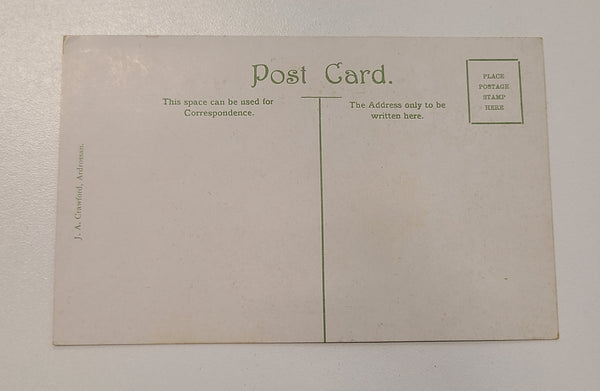 Post Card.
This space can be used for
Correspondence.
The Address only to be
written here.
PLACE
POSTAGE
STAMP
HERE
J. A. Crawford, Ardrossan.